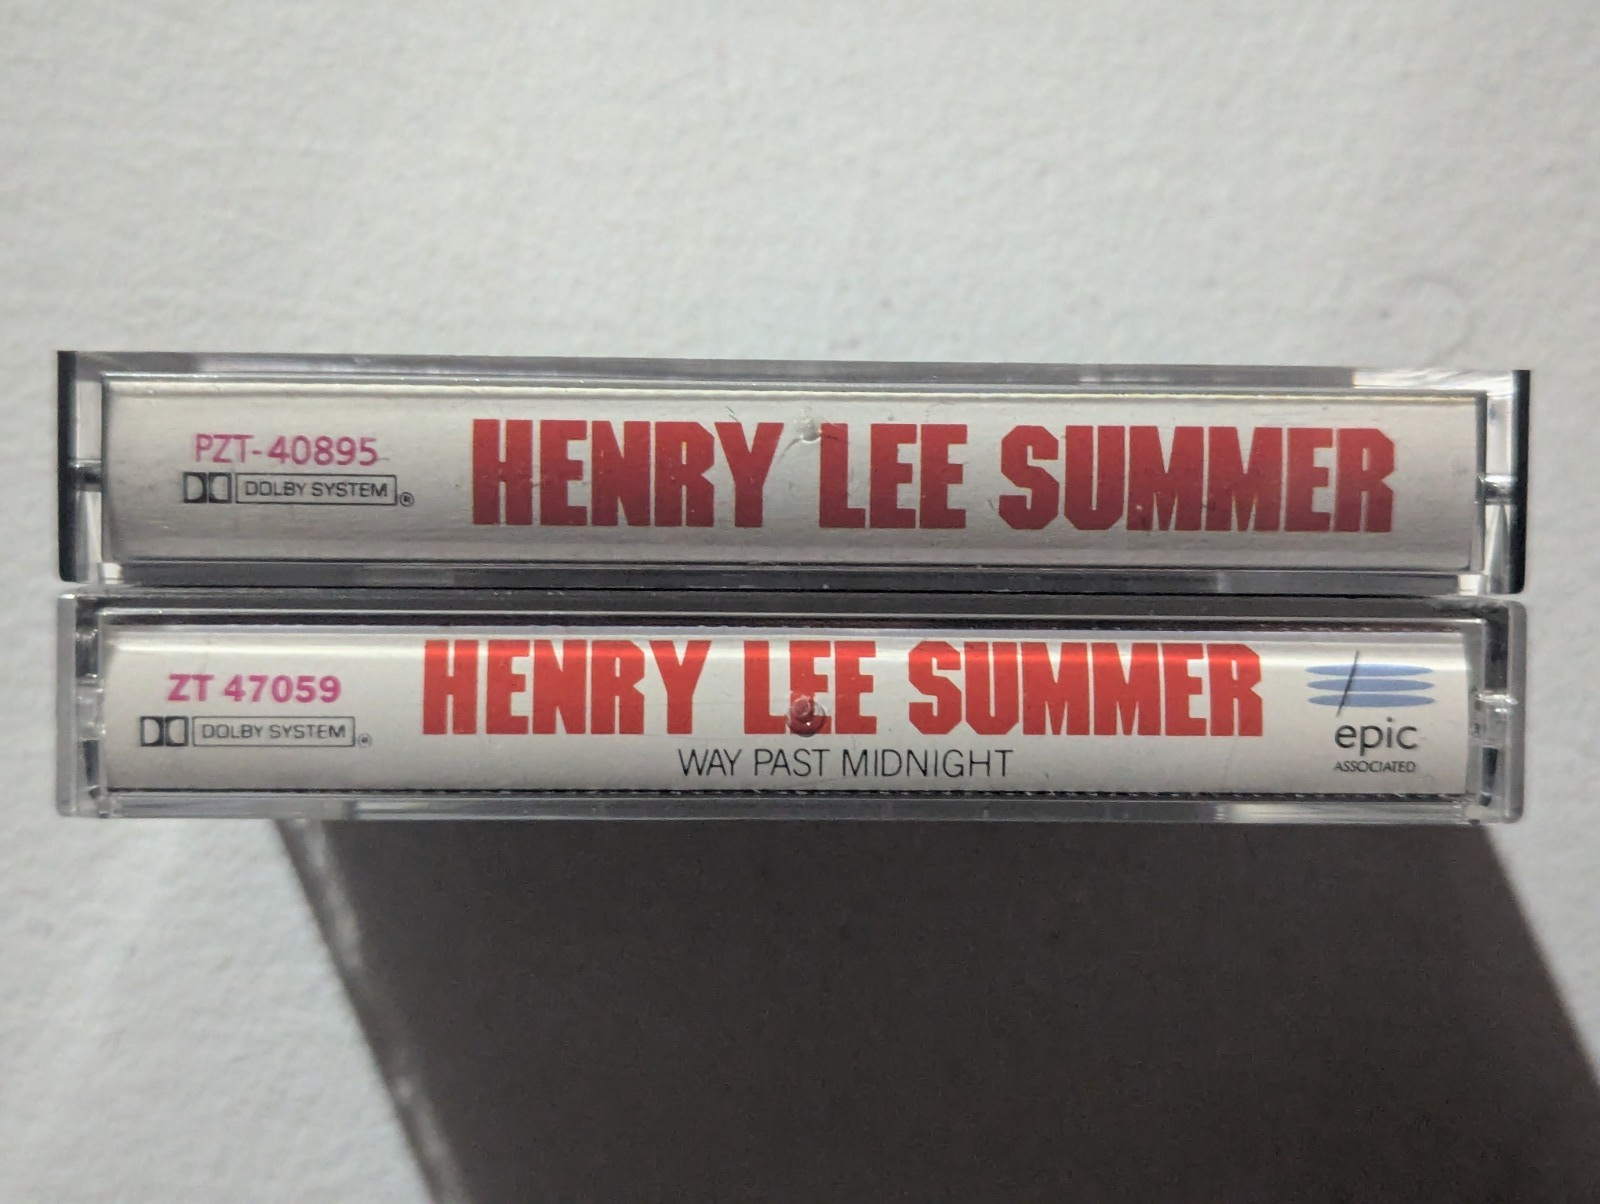 PZT-40895
DOLBY SYSTEM®
HENRY LEE SUMMER
ZT 47059
DOLBY SYSTEM®
HENRY LEE SUMMER
WAY PAST MIDNIGHT
epic
ASSOCIATED